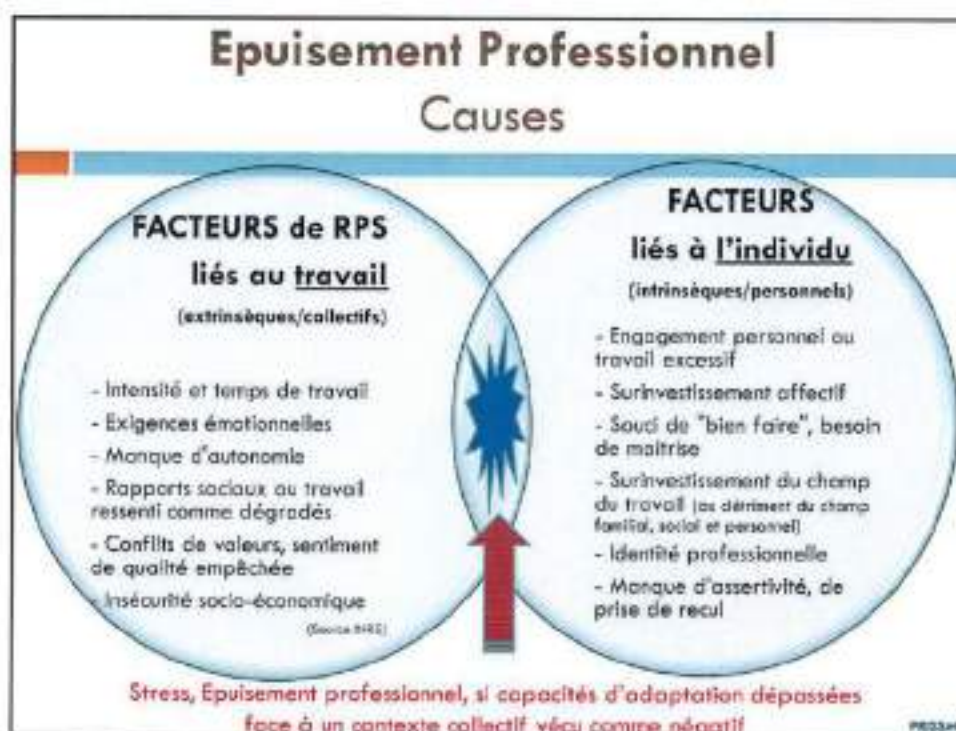 Epuisement Professionnel
Causes
FACTEURS de RPS
liés au travail
(extrinsèques/collectifs)
- Intensité et temps de travail
- Exigences émotionnelles
- Manque d'autonomie
- Rapports sociaux au travail
ressenti comme dégradés
- Conflits de valeurs, sentiment
de qualité empêchée
- Insécurité socio-économique
(Source INRS)
FACTEURS
liés à l'individu
(intrinsèques/personnels)
- Engagement personnel au
travail excessif
- Surinvestissement affectif
- Souci de "bien faire", besoin
de maitrise
- Surinvestissement du champ
du travail (au détriment du champ
familial, social et personnel)
- Identité professionnelle
- Manque d'assertivité, de
prise de recul
Stress, Epuisement professionnel, si capacités d'adaptation dépassées
face à un contexte collectif vécu comme négatif